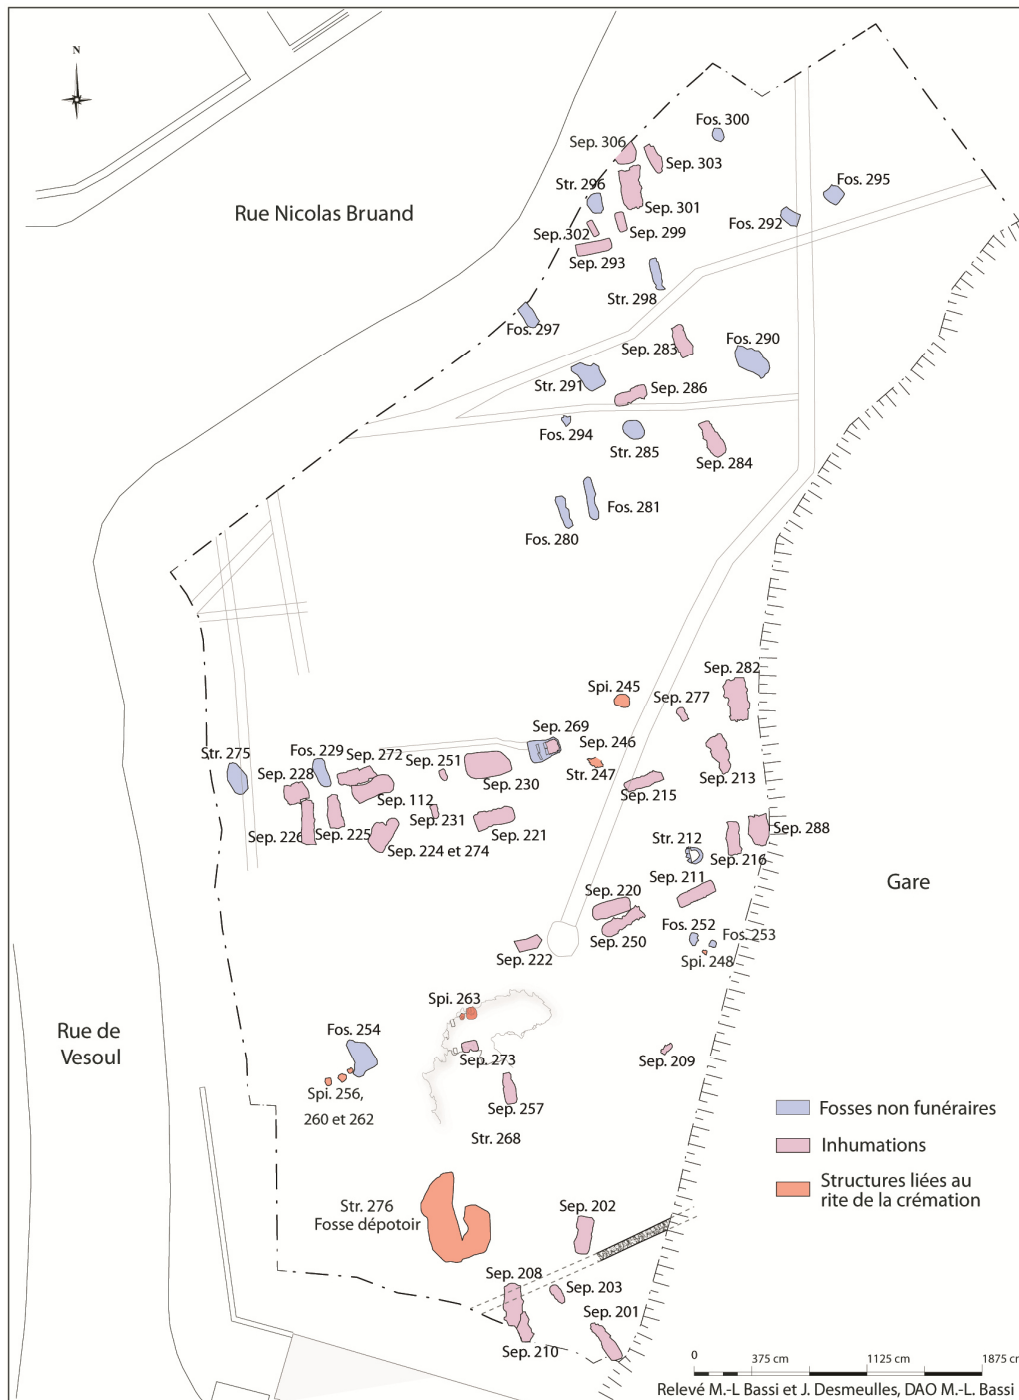 N
Fos. 300
Sep. 306
Sep. 303
Str. 296
Fos. 295
Sep. 301
Rue Nicolas Bruand
Fos. 292
Sep. 302
Sep. 299
Sep. 293
Str. 298
Fos. 297
Sep. 283
Fos. 290
Str. 291
Sep. 286
Fos. 294
Str. 285
Sep. 284
Fos. 281
Fos. 280
Sep. 282
Spi. 245
Sep. 277
Sep. 269
Sep. 246
Str. 275
Fos. 229
Sep. 272
Sep. 251
Sep. 228
Str. 247
Sep. 213
Sep. 230
Sep. 215
Sep. 112
Sep. 231
Sep. 226
Sep. 225
Sep. 221
Sep. 288
Str. 212
Sep. 224 et 274
Sep. 216
Sep. 211
Gare
Sep. 220
Fos. 252
Fos. 253
Sep. 250
Sep. 222
Spi. 248
Spi. 263
Fos. 254
Rue de
Vesoul
Sep. 273
Sep. 209
Spi. 256,
260 et 262
Sep. 257
Fosses non funéraires
Str. 268
Inhumations
Structures liées au
rite de la crémation
Str. 276
Fosse dépotoir
Sep. 202
Sep. 208
Sep. 203
Sep. 201
Sep. 210
0
375 cm
1125 cm
1875 cm
Relevé M.-L Bassi et J. Desmeulles, DAO M.-L. Bassi